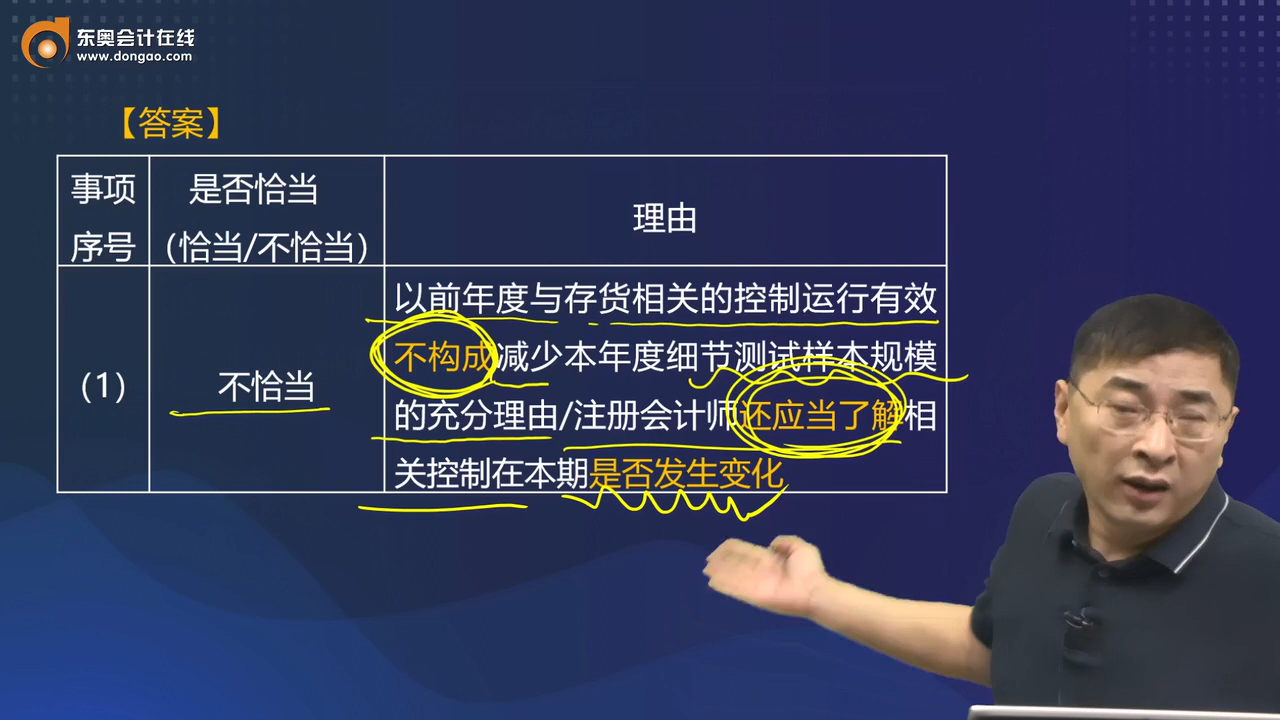 东奥会计在线
www.dongao.com
【答案】
事项
序号
是否恰当
（恰当/不恰当）
理由
（1）
不恰当
以前年度与存货相关的控制运行有效
不构成减少本年度细节测试样本规模
的充分理由/注册会计师还应当了解相
关控制在本期是否发生变化